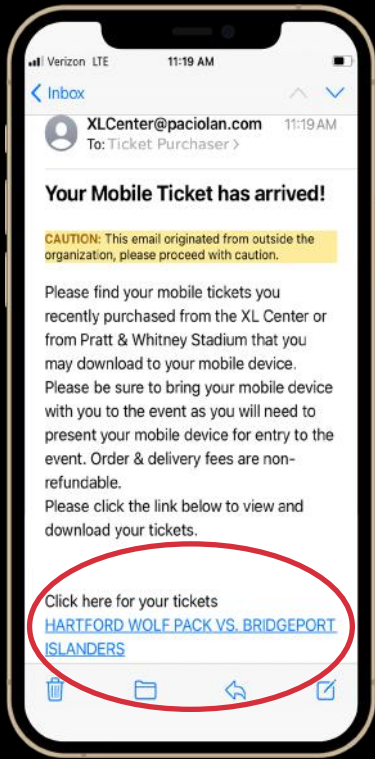 Verizon LTE 11:19 AM
Inbox
XLCenter@paciolan.com 11:19 AM
To: Ticket Purchaser >
Your Mobile Ticket has arrived!
CAUTION: This email originated from outside the
organization, please proceed with caution.
Please find your mobile tickets you
recently purchased from the XL Center or
from Pratt & Whitney Stadium that you
may download to your mobile device.
Please be sure to bring your mobile device
with you to the event as you will need to
present your mobile device for entry to the
event. Order & delivery fees are non-
refundable.
Please click the link below to view and
download your tickets.
Click here for your tickets
HARTFORD WOLF PACK VS. BRIDGEPORT
ISLANDERS